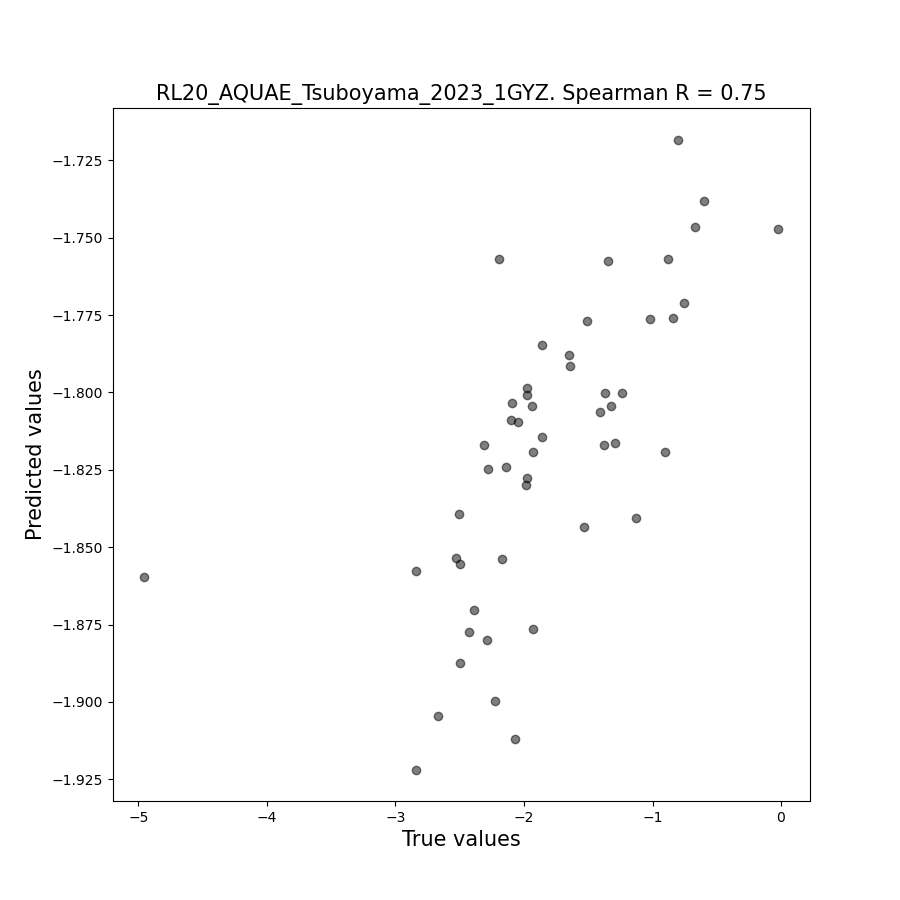 RL20_AQUAE_Tsuboyama_2023_1GYZ. Spearman R = 0.75
Predicted values
−1.725
−1.750
−1.775
−1.800
−1.825
−1.850
−1.875
−1.900
−1.925
−5 −4 −3 −2 −1 0
True values